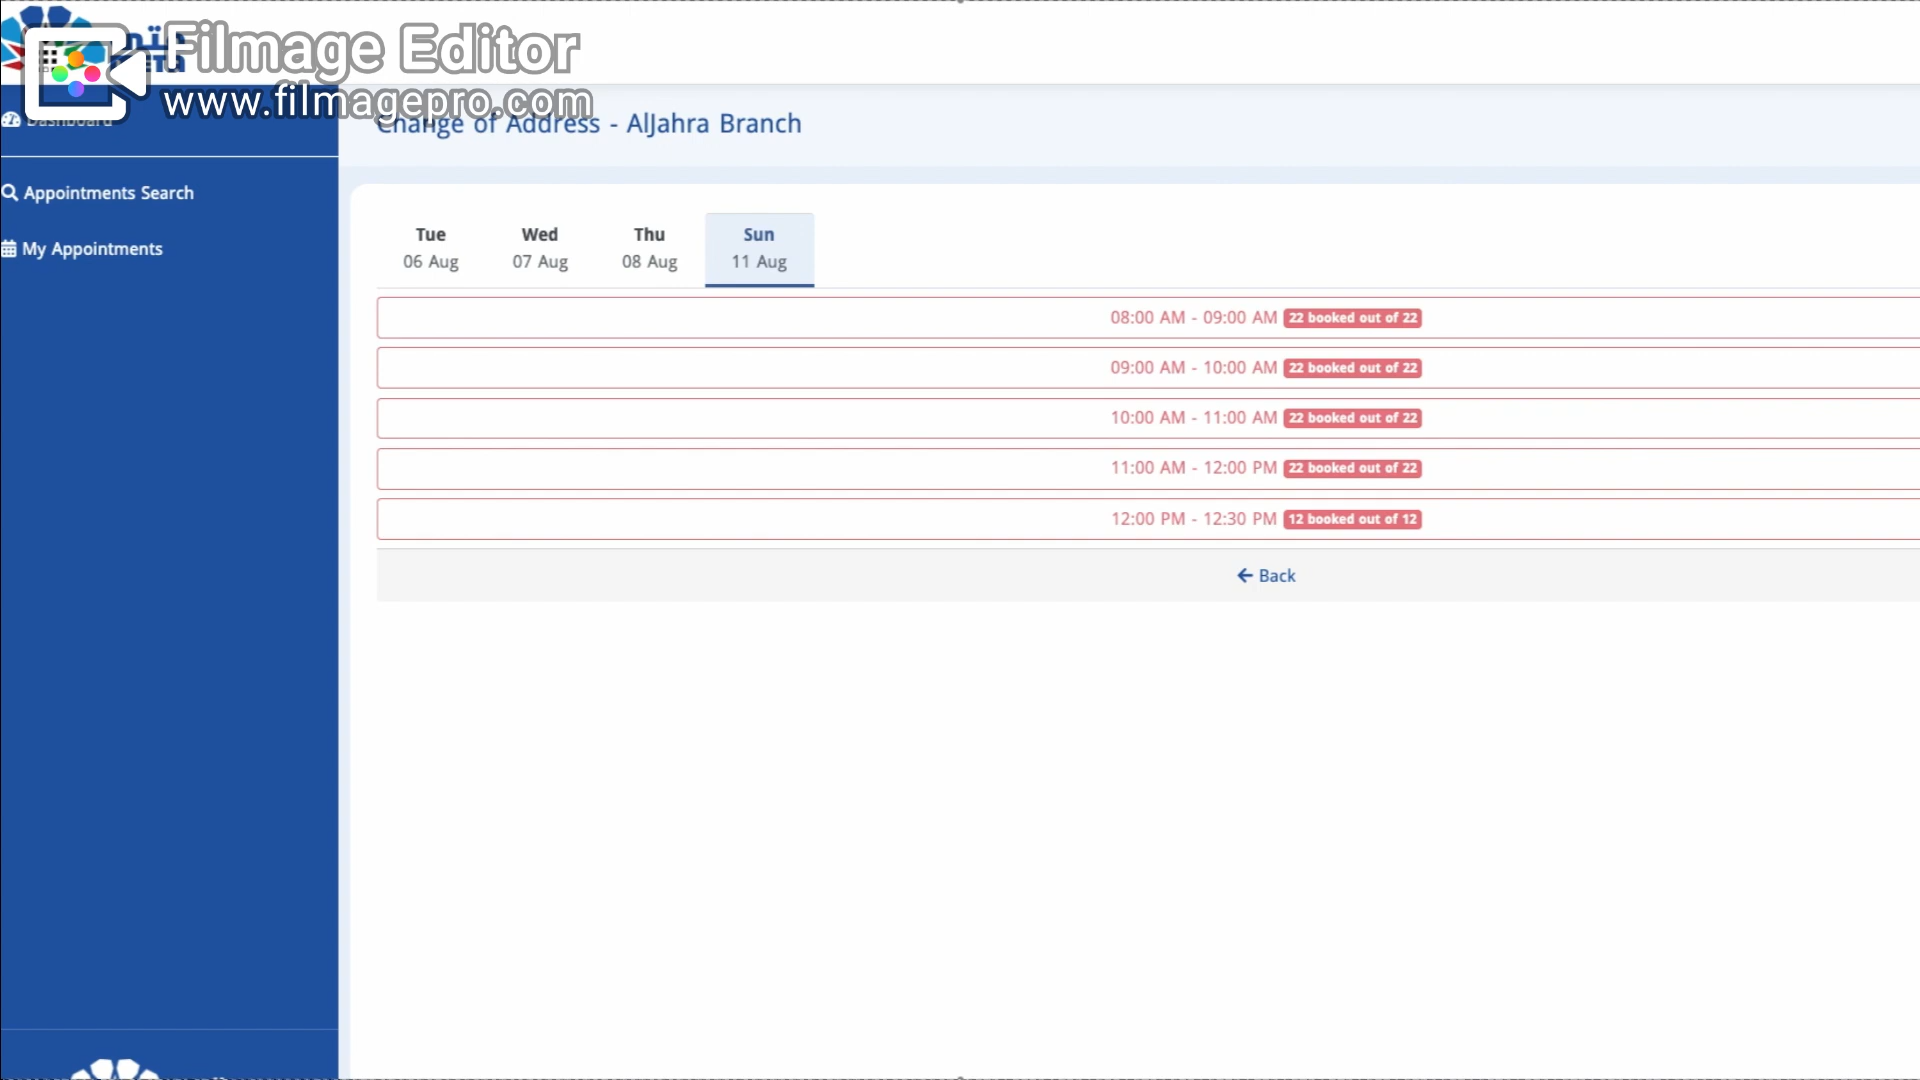 Filmage Editor
www.filmagepro.com
Dashboard
Change of Address - AlJahra Branch
Appointments Search
My Appointments
Tue
06 Aug
Wed
07 Aug
Thu
08 Aug
Sun
11 Aug
08:00 AM - 09:00 AM 22 booked out of 22
09:00 AM - 10:00 AM 22 booked out of 22
10:00 AM - 11:00 AM 22 booked out of 22
11:00 AM - 12:00 PM 22 booked out of 22
12:00 PM - 12:30 PM 12 booked out of 12
Back